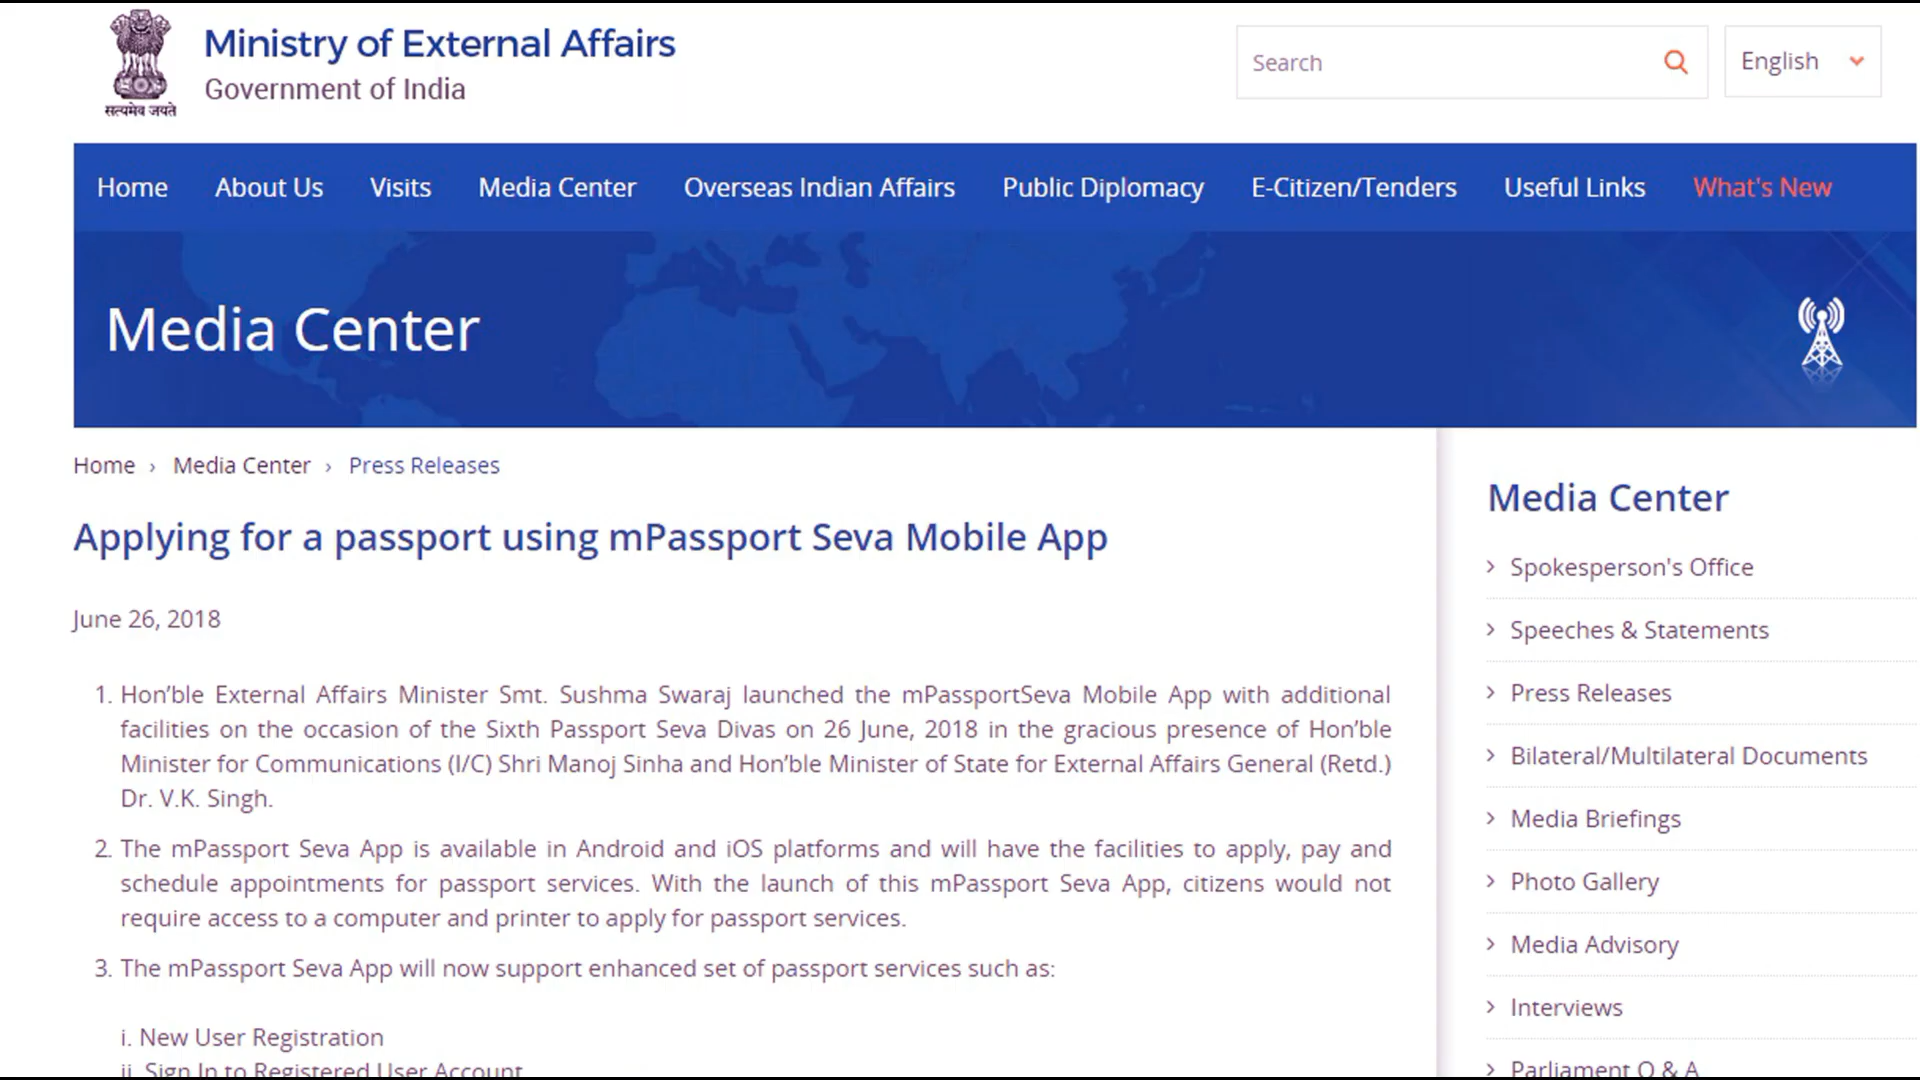 सत्यमेव जयते
Ministry of External Affairs
Government of India
Search
English
Home About Us Visits Media Center Overseas Indian Affairs Public Diplomacy E-Citizen/Tenders Useful Links What's New
Media Center
Home › Media Center › Press Releases
Applying for a passport using mPassport Seva Mobile App
June 26, 2018
1. Hon’ble External Affairs Minister Smt. Sushma Swaraj launched the mPassportSeva Mobile App with additional
facilities on the occasion of the Sixth Passport Seva Divas on 26 June, 2018 in the gracious presence of Hon’ble
Minister for Communications (I/C) Shri Manoj Sinha and Hon’ble Minister of State for External Affairs General (Retd.)
Dr. V.K. Singh.
2. The mPassport Seva App is available in Android and iOS platforms and will have the facilities to apply, pay and
schedule appointments for passport services. With the launch of this mPassport Seva App, citizens would not
require access to a computer and printer to apply for passport services.
3. The mPassport Seva App will now support enhanced set of passport services such as:
i. New User Registration
ii. Sign In to Registered User Account
Media Center
› Spokesperson's Office
› Speeches & Statements
› Press Releases
› Bilateral/Multilateral Documents
› Media Briefings
› Photo Gallery
› Media Advisory
› Interviews
› Parliament Q & A